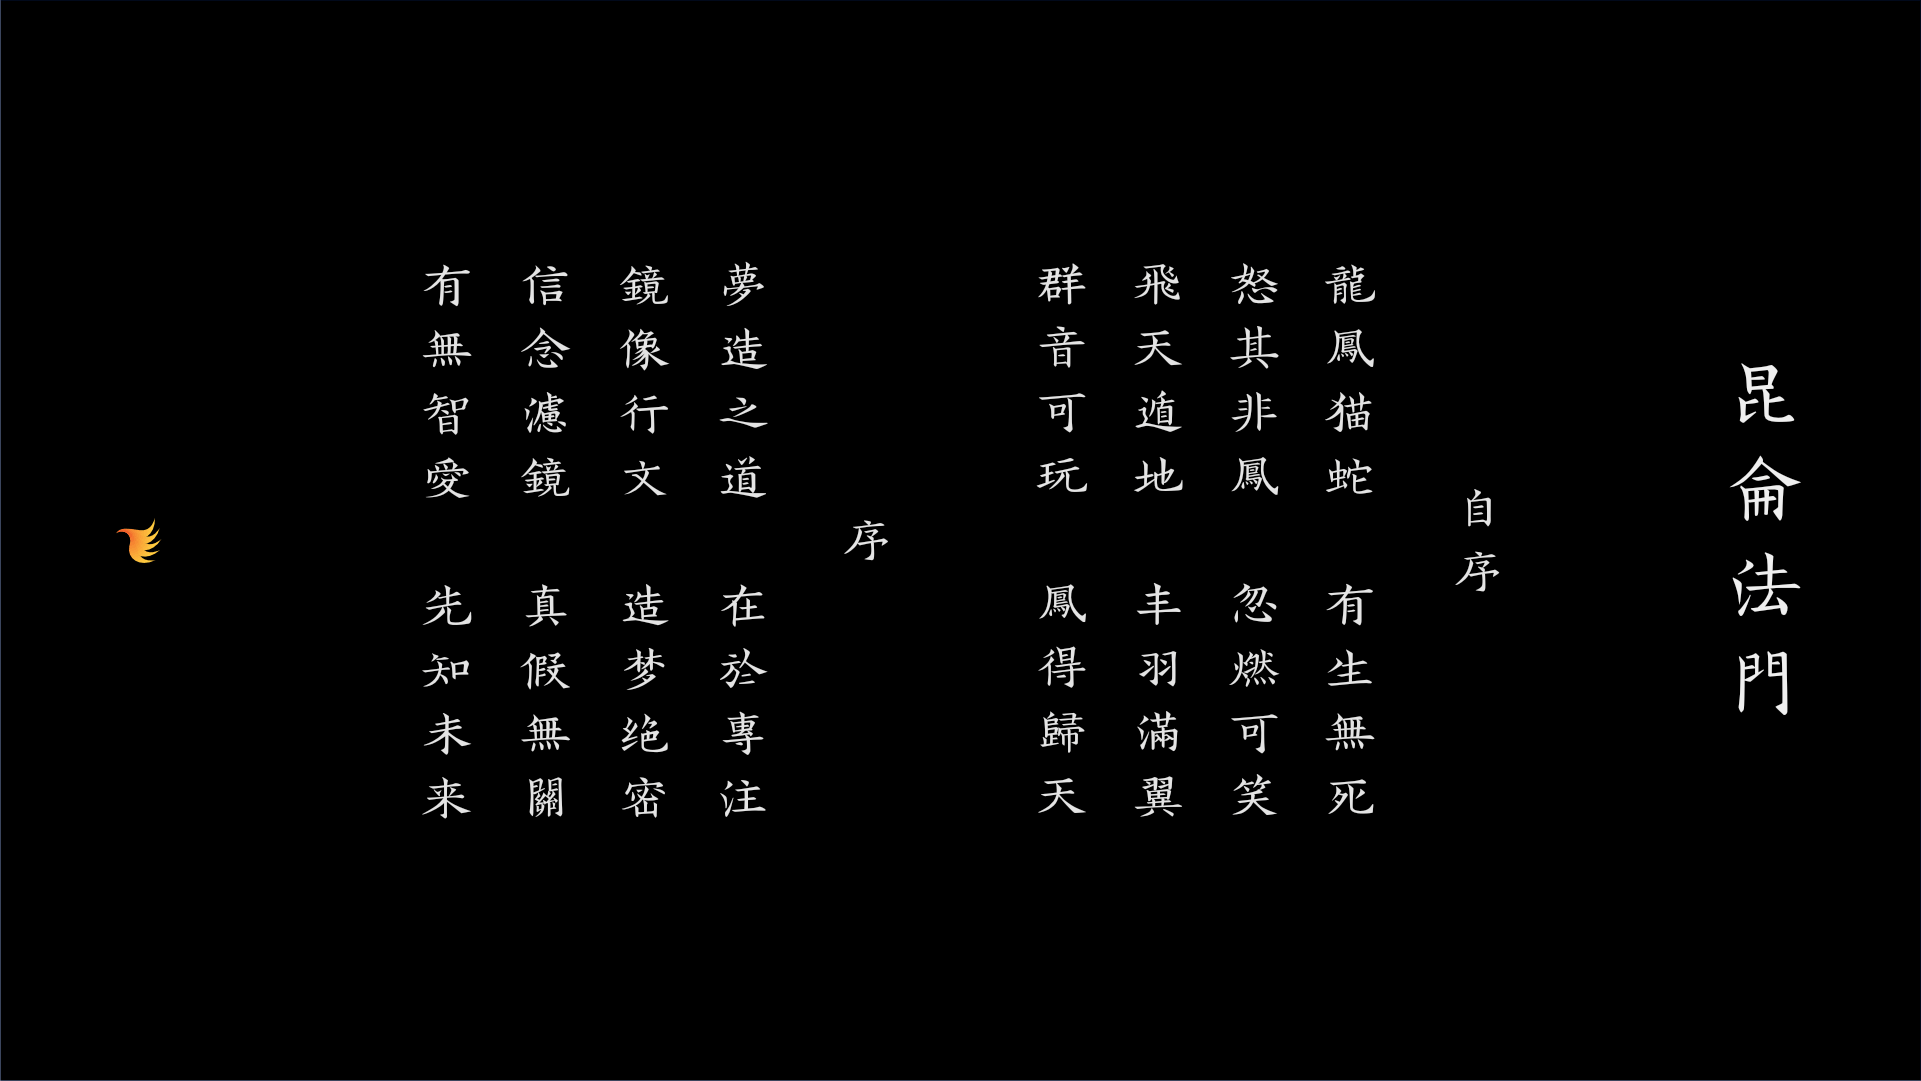 昆侖法門
自序
龍鳳猫蛇 有生無死
怒其非鳳 忽燃可笑
飛天遁地 丰羽滿翼
群音可玩 鳳得歸天
序
夢造之道 在於專注
鏡像行文 造梦绝密
信念濾鏡 真假無關
有無智愛 先知未来